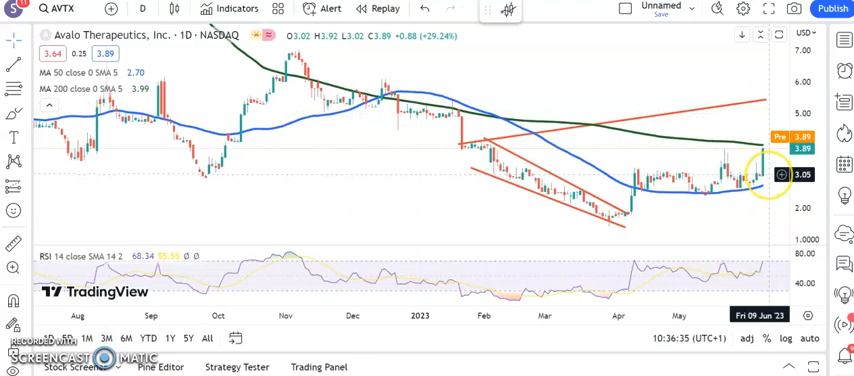 S 11 AVTX D Indicators Alert Replay Unnamed Save Publish
Avalo Therapeutics, Inc. · 1D · NASDAQ O3.02 H3.92 L3.02 C3.89 +0.88 (+29.24%) USD
3.64 0.25 3.89 7.00
MA 50 close 0 SMA 5 2.70
MA 200 close 0 SMA 5 3.99 6.00
5.00
Pre 3.89
3.89
3.05
2.00
1.0000
RSI 14 close SMA 14 2 68.34 55.55 Ø Ø 80.00
TradingView 40.00
Aug Sep Oct Nov Dec 2023 Feb Mar Apr May Fri 09 Jun '23
1D 5D 1M 3M 6M YTD 1Y 5Y All 10:36:35 (UTC+1) adj % log auto
RECORDED WITH
SCREENCAST MATIC
Stock Screener Pine Editor Strategy Tester Trading Panel